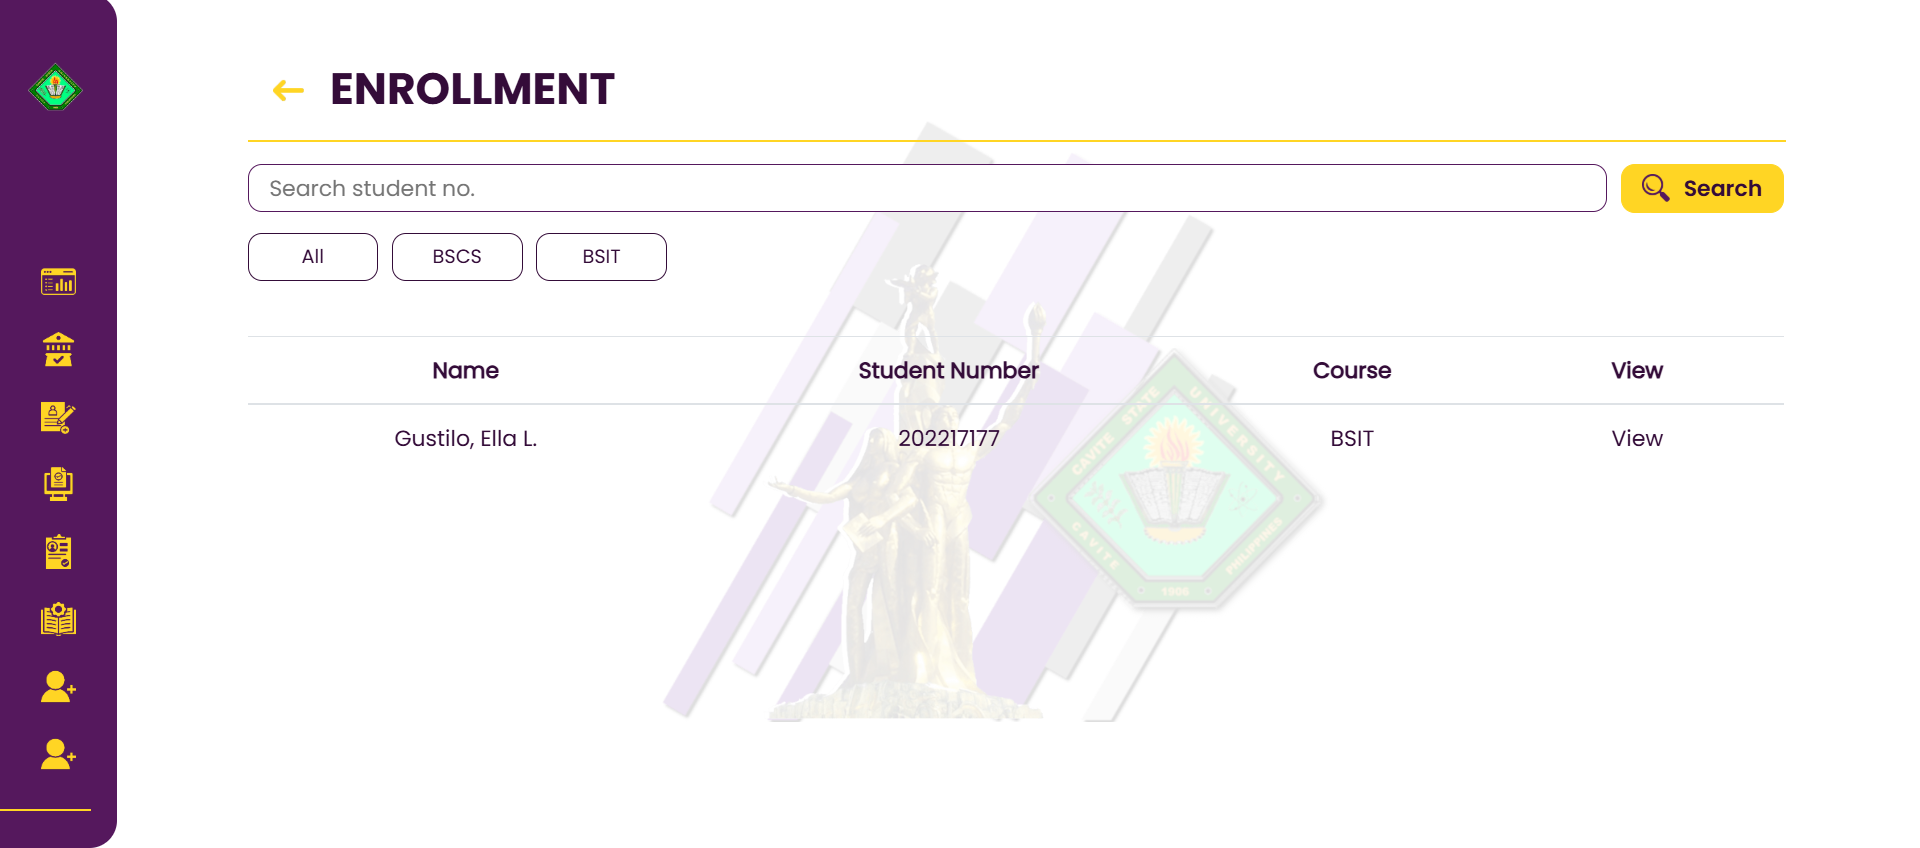 ENROLLMENT
Search student no.
Search
All BSCS BSIT
Name Student Number Course View
Gustilo, Ella L. 202217177 BSIT View
CAVITE STATE UNIVERSITY
CAVITE PHILIPPINES
1906